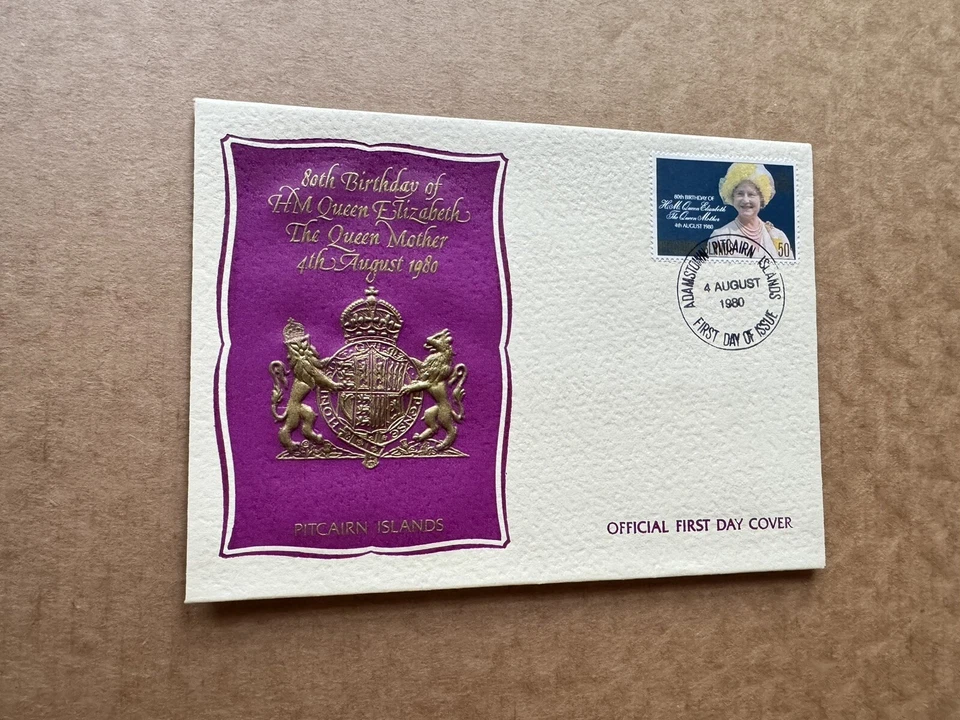 80th Birthday of
HM Queen Elizabeth
The Queen Mother
4th August 1980
PITCAIRN ISLANDS
80th BIRTHDAY OF
H.M. Queen Elizabeth
The Queen Mother
4th AUGUST 1980
50
ADAMSTOWN PITCAIRN ISLANDS
4 AUGUST
1980
FIRST DAY OF ISSUE
OFFICIAL FIRST DAY COVER